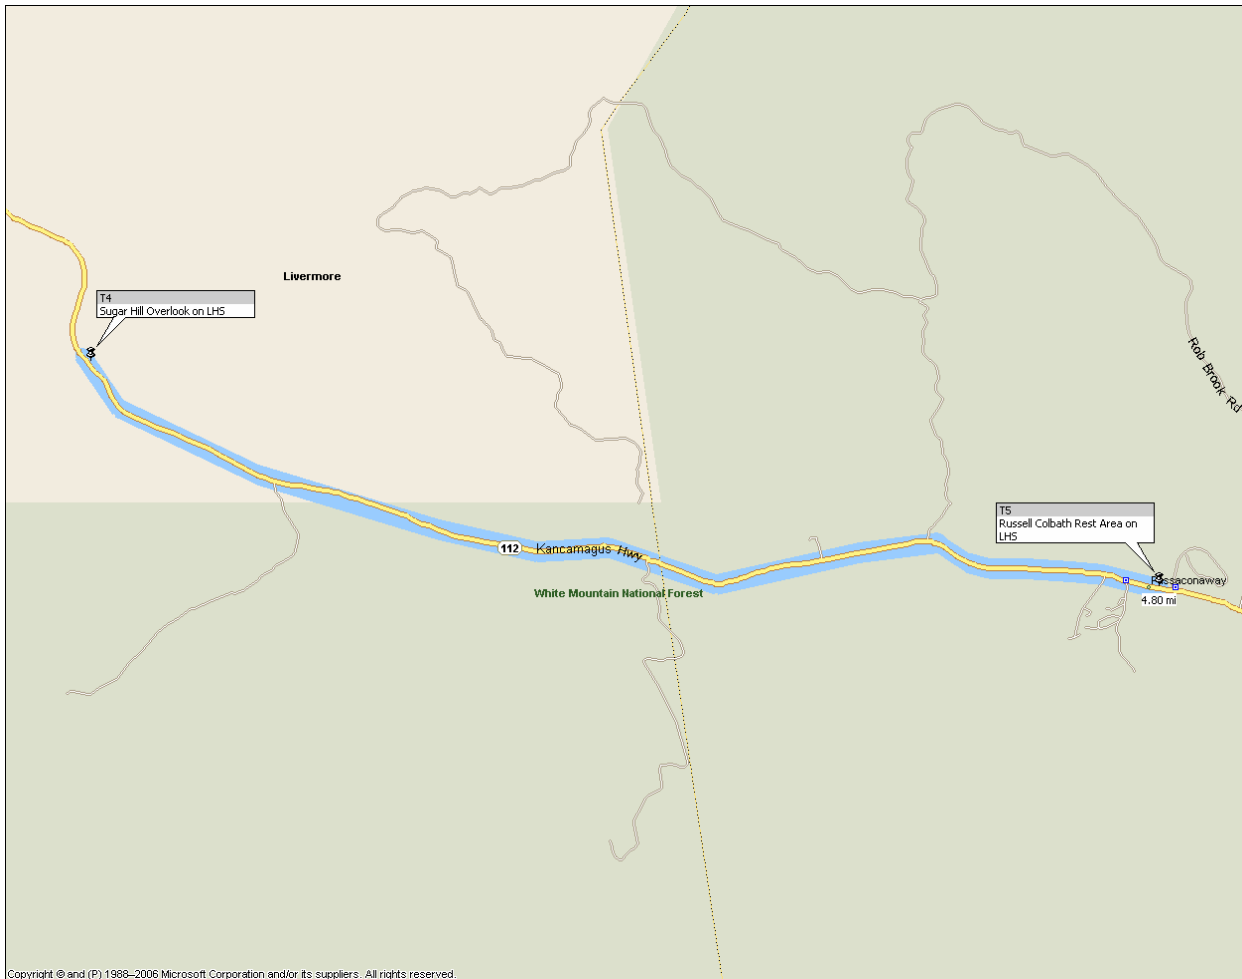 Livermore
T4
Sugar Hill Overlook on LHS
Rob Brook Rd
T5
Russell Colbath Rest Area on
LHS
112
Kancamagus Hwy
Passaconaway
White Mountain National Forest
4.80 mi
Copyright © and (P) 1988–2006 Microsoft Corporation and/or its suppliers. All rights reserved.